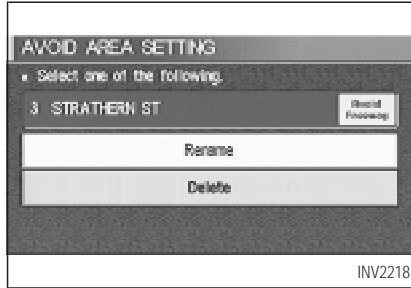 AVOID AREA SETTING
Select one of the following.
3 STRATHERN ST
Avoid
Freeway
Rename
Delete
INV2218